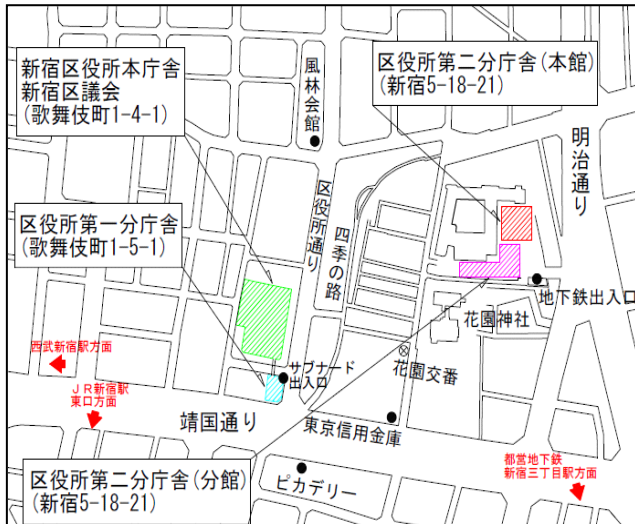 新宿区役所本庁舎
新宿区議会
(歌舞伎町1-4-1)
風林会館
区役所第二分庁舎(本館)
(新宿5-18-21)
明治通り
区役所通り
四季の路
区役所第一分庁舎
(歌舞伎町1-5-1)
地下鉄出入口
花園神社
西武新宿駅方面
サブナード
出入口
花園交番
JR新宿駅
東口方面
靖国通り
東京信用金庫
都営地下鉄
新宿三丁目駅方面
区役所第二分庁舎(分館)
(新宿5-18-21)
ピカデリー